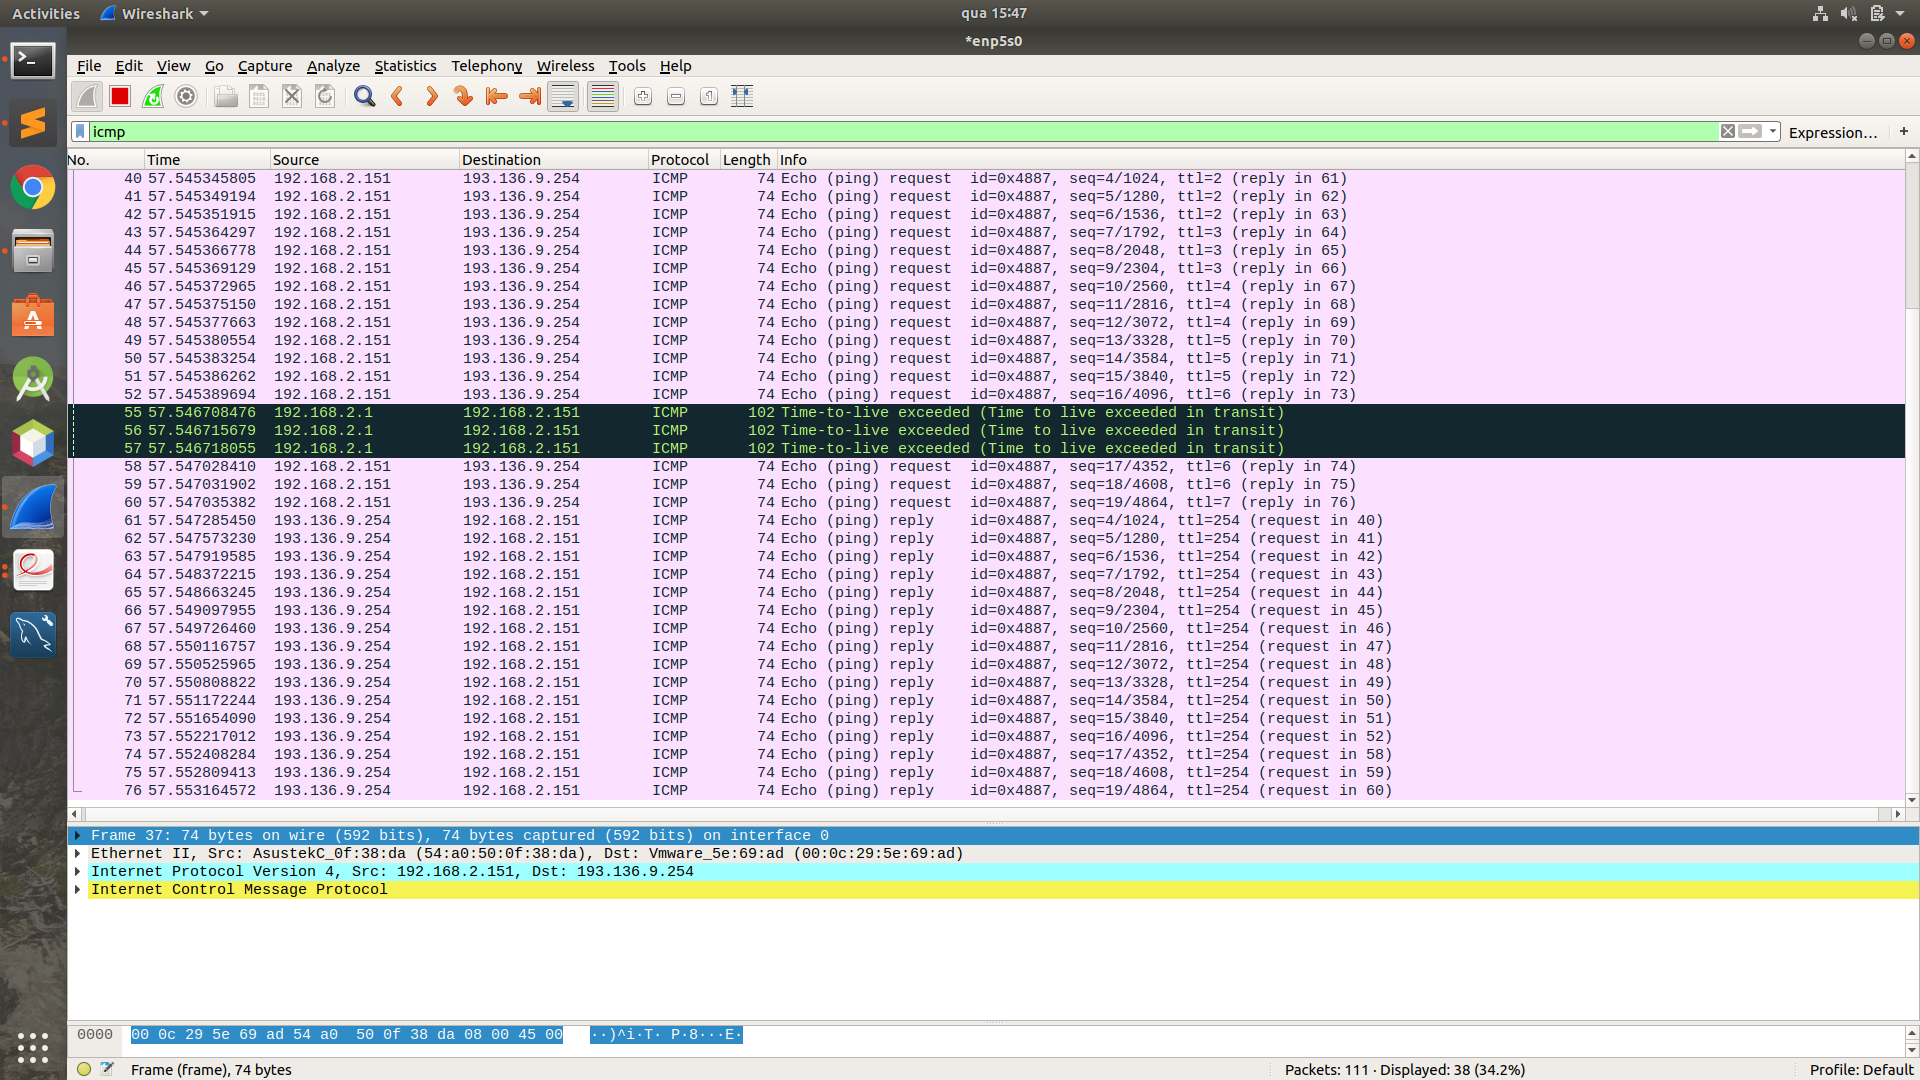 Activities Wireshark qua 15:47
*enp5s0
File Edit View Go Capture Analyze Statistics Telephony Wireless Tools Help
icmp Expression… +
No. Time Source Destination Protocol Length Info
40 57.545345805 192.168.2.151 193.136.9.254 ICMP 74 Echo (ping) request id=0x4887, seq=4/1024, ttl=2 (reply in 61)
41 57.545349194 192.168.2.151 193.136.9.254 ICMP 74 Echo (ping) request id=0x4887, seq=5/1280, ttl=2 (reply in 62)
42 57.545351915 192.168.2.151 193.136.9.254 ICMP 74 Echo (ping) request id=0x4887, seq=6/1536, ttl=2 (reply in 63)
43 57.545364297 192.168.2.151 193.136.9.254 ICMP 74 Echo (ping) request id=0x4887, seq=7/1792, ttl=3 (reply in 64)
44 57.545366778 192.168.2.151 193.136.9.254 ICMP 74 Echo (ping) request id=0x4887, seq=8/2048, ttl=3 (reply in 65)
45 57.545369129 192.168.2.151 193.136.9.254 ICMP 74 Echo (ping) request id=0x4887, seq=9/2304, ttl=3 (reply in 66)
46 57.545372965 192.168.2.151 193.136.9.254 ICMP 74 Echo (ping) request id=0x4887, seq=10/2560, ttl=4 (reply in 67)
47 57.545375150 192.168.2.151 193.136.9.254 ICMP 74 Echo (ping) request id=0x4887, seq=11/2816, ttl=4 (reply in 68)
48 57.545377663 192.168.2.151 193.136.9.254 ICMP 74 Echo (ping) request id=0x4887, seq=12/3072, ttl=4 (reply in 69)
49 57.545380554 192.168.2.151 193.136.9.254 ICMP 74 Echo (ping) request id=0x4887, seq=13/3328, ttl=5 (reply in 70)
50 57.545383254 192.168.2.151 193.136.9.254 ICMP 74 Echo (ping) request id=0x4887, seq=14/3584, ttl=5 (reply in 71)
51 57.545386262 192.168.2.151 193.136.9.254 ICMP 74 Echo (ping) request id=0x4887, seq=15/3840, ttl=5 (reply in 72)
52 57.545389694 192.168.2.151 193.136.9.254 ICMP 74 Echo (ping) request id=0x4887, seq=16/4096, ttl=6 (reply in 73)
55 57.546708476 192.168.2.1 192.168.2.151 ICMP 102 Time-to-live exceeded (Time to live exceeded in transit)
56 57.546715679 192.168.2.1 192.168.2.151 ICMP 102 Time-to-live exceeded (Time to live exceeded in transit)
57 57.546718055 192.168.2.1 192.168.2.151 ICMP 102 Time-to-live exceeded (Time to live exceeded in transit)
58 57.547028410 192.168.2.151 193.136.9.254 ICMP 74 Echo (ping) request id=0x4887, seq=17/4352, ttl=6 (reply in 74)
59 57.547031902 192.168.2.151 193.136.9.254 ICMP 74 Echo (ping) request id=0x4887, seq=18/4608, ttl=6 (reply in 75)
60 57.547035382 192.168.2.151 193.136.9.254 ICMP 74 Echo (ping) request id=0x4887, seq=19/4864, ttl=7 (reply in 76)
61 57.547285450 193.136.9.254 192.168.2.151 ICMP 74 Echo (ping) reply id=0x4887, seq=4/1024, ttl=254 (request in 40)
62 57.547573230 193.136.9.254 192.168.2.151 ICMP 74 Echo (ping) reply id=0x4887, seq=5/1280, ttl=254 (request in 41)
63 57.547919585 193.136.9.254 192.168.2.151 ICMP 74 Echo (ping) reply id=0x4887, seq=6/1536, ttl=254 (request in 42)
64 57.548372215 193.136.9.254 192.168.2.151 ICMP 74 Echo (ping) reply id=0x4887, seq=7/1792, ttl=254 (request in 43)
65 57.548663245 193.136.9.254 192.168.2.151 ICMP 74 Echo (ping) reply id=0x4887, seq=8/2048, ttl=254 (request in 44)
66 57.549097955 193.136.9.254 192.168.2.151 ICMP 74 Echo (ping) reply id=0x4887, seq=9/2304, ttl=254 (request in 45)
67 57.549726460 193.136.9.254 192.168.2.151 ICMP 74 Echo (ping) reply id=0x4887, seq=10/2560, ttl=254 (request in 46)
68 57.550116757 193.136.9.254 192.168.2.151 ICMP 74 Echo (ping) reply id=0x4887, seq=11/2816, ttl=254 (request in 47)
69 57.550525965 193.136.9.254 192.168.2.151 ICMP 74 Echo (ping) reply id=0x4887, seq=12/3072, ttl=254 (request in 48)
70 57.550808822 193.136.9.254 192.168.2.151 ICMP 74 Echo (ping) reply id=0x4887, seq=13/3328, ttl=254 (request in 49)
71 57.551172244 193.136.9.254 192.168.2.151 ICMP 74 Echo (ping) reply id=0x4887, seq=14/3584, ttl=254 (request in 50)
72 57.551654090 193.136.9.254 192.168.2.151 ICMP 74 Echo (ping) reply id=0x4887, seq=15/3840, ttl=254 (request in 51)
73 57.552217012 193.136.9.254 192.168.2.151 ICMP 74 Echo (ping) reply id=0x4887, seq=16/4096, ttl=254 (request in 52)
74 57.552408284 193.136.9.254 192.168.2.151 ICMP 74 Echo (ping) reply id=0x4887, seq=17/4352, ttl=254 (request in 58)
75 57.552809413 193.136.9.254 192.168.2.151 ICMP 74 Echo (ping) reply id=0x4887, seq=18/4608, ttl=254 (request in 59)
76 57.553164572 193.136.9.254 192.168.2.151 ICMP 74 Echo (ping) reply id=0x4887, seq=19/4864, ttl=254 (request in 60)
Frame 37: 74 bytes on wire (592 bits), 74 bytes captured (592 bits) on interface 0
Ethernet II, Src: AsustekC_0f:38:da (54:a0:50:0f:38:da), Dst: Vmware_5e:69:ad (00:0c:29:5e:69:ad)
Internet Protocol Version 4, Src: 192.168.2.151, Dst: 193.136.9.254
Internet Control Message Protocol
0000 00 0c 29 5e 69 ad 54 a0 50 0f 38 da 08 00 45 00 ··)^i·T· P·8···E·
Frame (frame), 74 bytes Packets: 111 · Displayed: 38 (34.2%) Profile: Default